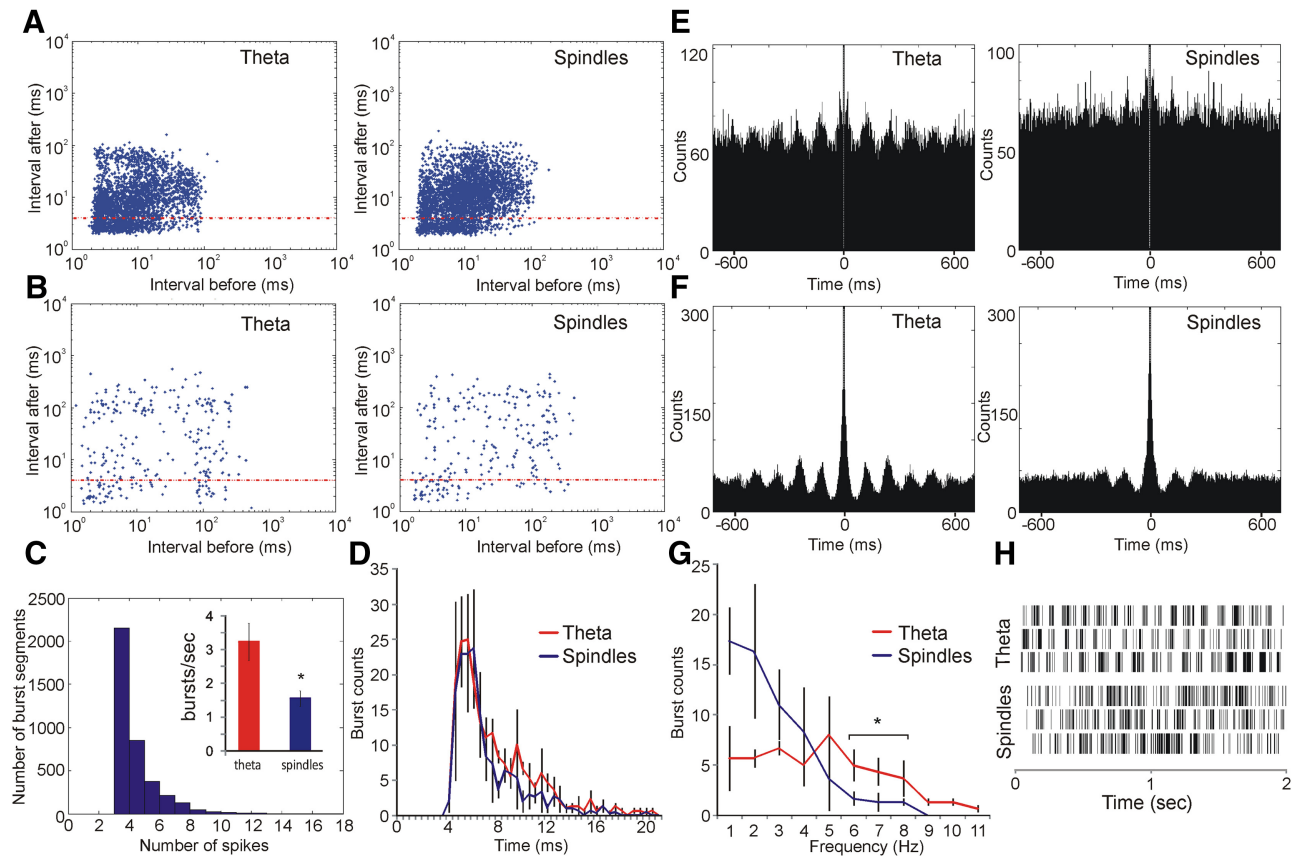 A
Theta
Interval after (ms)
10^4
10^3
10^2
10^1
10^0
10^0 10^1 10^2 10^3 10^4
Interval before (ms)
Spindles
Interval after (ms)
10^4
10^3
10^2
10^1
10^0
10^0 10^1 10^2 10^3 10^4
Interval before (ms)
E
Theta
Counts
120
60
0
-600 0 600
Time (ms)
Spindles
Counts
100
50
0
-600 0 600
Time (ms)
B
Theta
Interval after (ms)
10^4
10^3
10^2
10^1
10^0
10^0 10^1 10^2 10^3 10^4
Interval before (ms)
Spindles
Interval after (ms)
10^4
10^3
10^2
10^1
10^0
10^0 10^1 10^2 10^3 10^4
Interval before (ms)
F
Theta
Counts
300
150
0
-600 0 600
Time (ms)
Spindles
Counts
300
150
0
-600 0 600
Time (ms)
C
Number of burst segments
2500
2000
1500
1000
500
0
0 2 4 6 8 10 12 14 16 18
Number of spikes
bursts/sec
4
3
2
1
0
*
theta spindles
D
Burst counts
35
30
25
20
15
10
5
0
0 4 8 12 16 20
Time (ms)
Theta
Spindles
G
Burst counts
25
20
15
10
5
0
1 2 3 4 5 6 7 8 9 10 11
Frequency (Hz)
Theta
Spindles
*
H
Theta
Spindles
0 1 2
Time (sec)